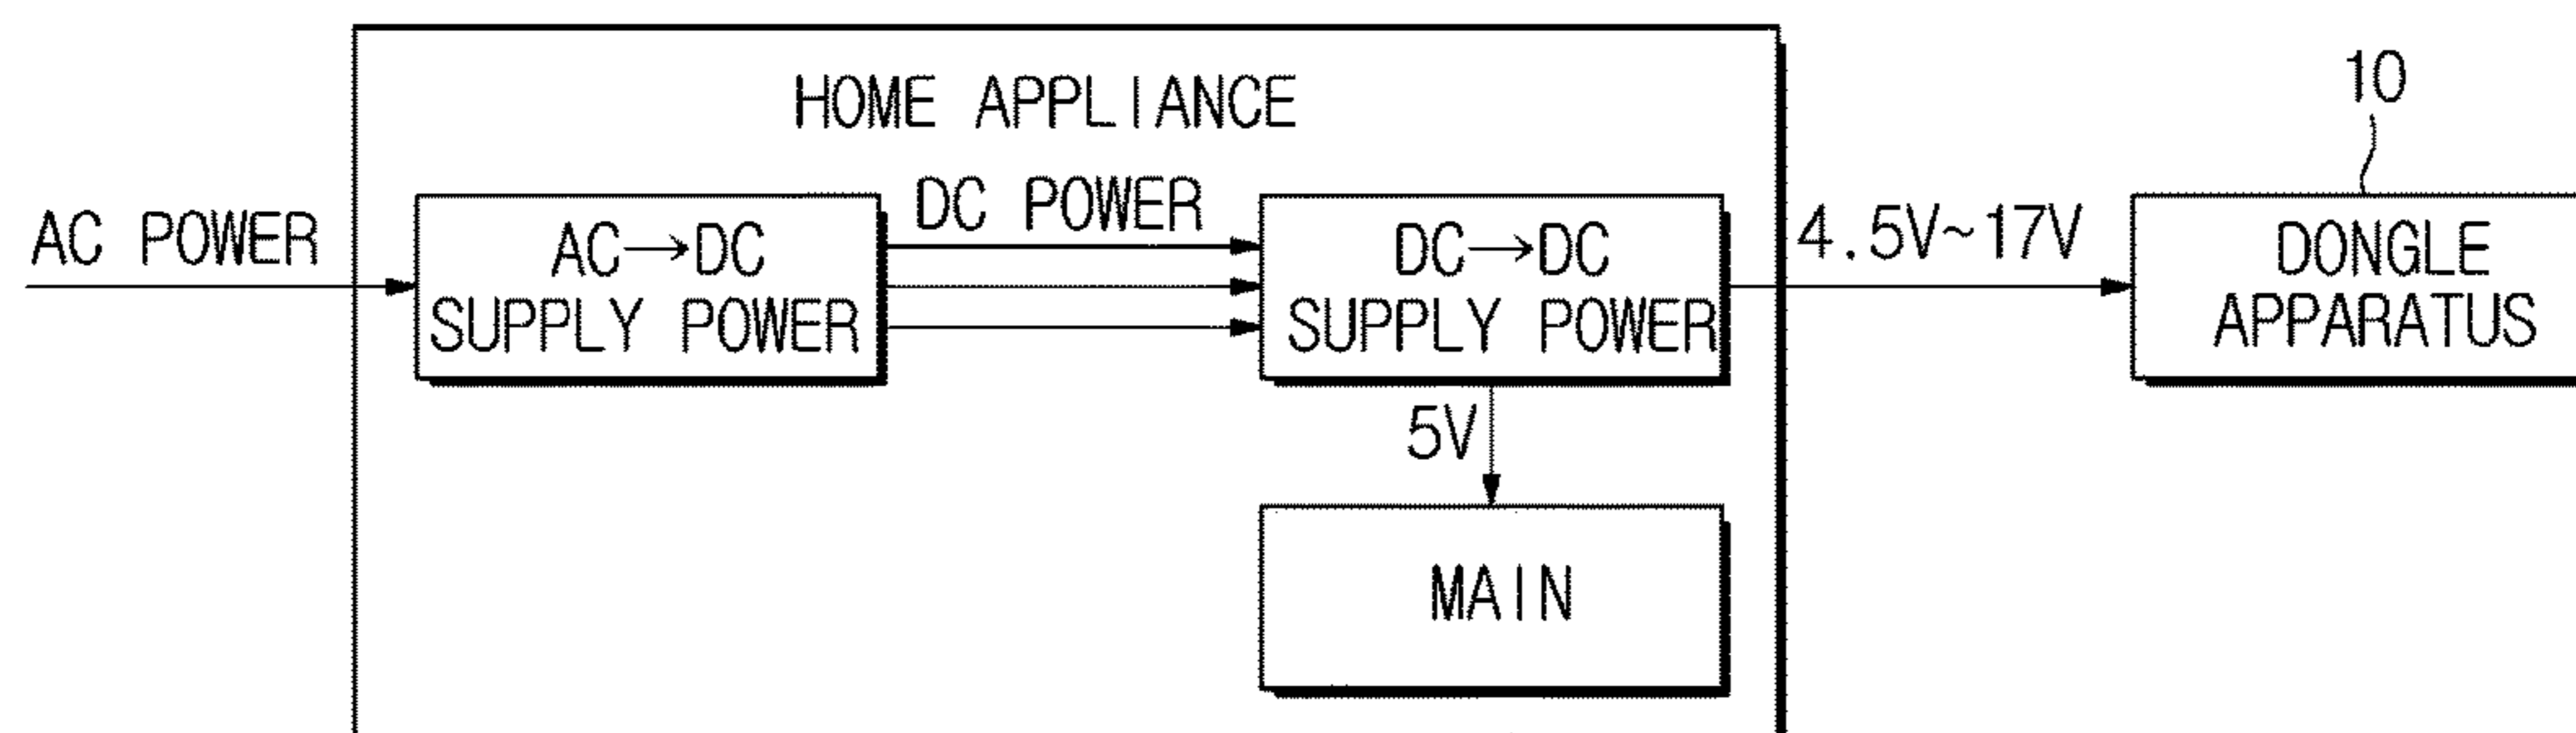 10
HOME APPLIANCE
AC POWER
AC→DC
SUPPLY POWER
DC POWER
DC→DC
SUPPLY POWER
4.5V~17V
DONGLE
APPARATUS
5V
MAIN